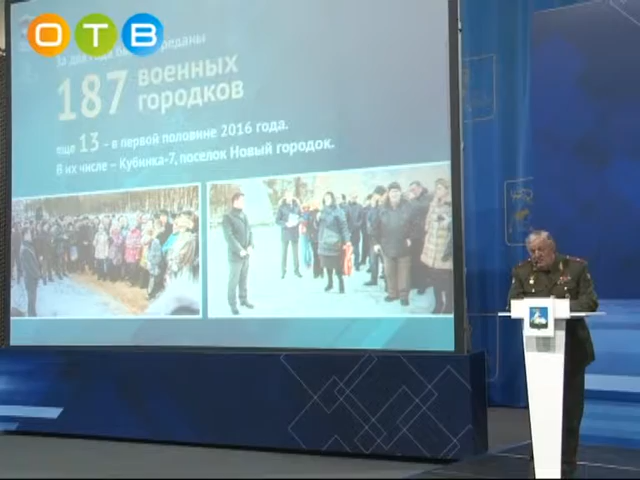 ОТВ
За два года были переданы
187 военных
городков
еще 13 – в первой половине 2016 года.
В их числе – Кубинка-7, поселок Новый городок.